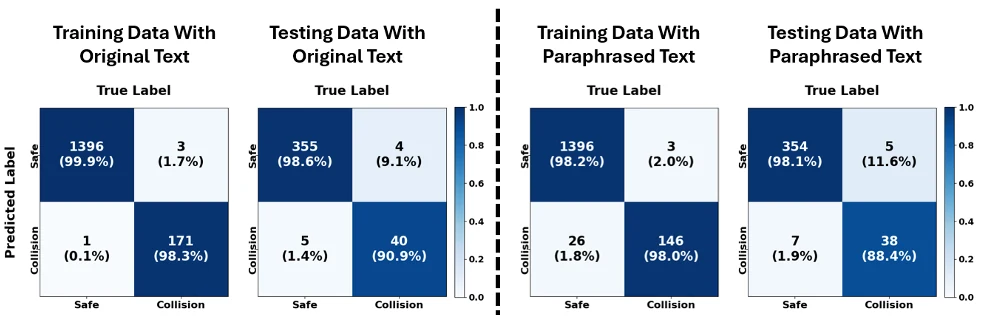 Training Data With
Original Text
Testing Data With
Original Text
Training Data With
Paraphrased Text
Testing Data With
Paraphrased Text
True Label
True Label
True Label
True Label
Predicted Label
Safe
1396
(99.9%)
3
(1.7%)
Collision
1
(0.1%)
171
(98.3%)
Safe
Collision
Safe
355
(98.6%)
4
(9.1%)
Collision
5
(1.4%)
40
(90.9%)
Safe
Collision
1.0
0.8
0.6
0.4
0.2
0.0
Safe
1396
(98.2%)
3
(2.0%)
Collision
26
(1.8%)
146
(98.0%)
Safe
Collision
Safe
354
(98.1%)
5
(11.6%)
Collision
7
(1.9%)
38
(88.4%)
Safe
Collision
1.0
0.8
0.6
0.4
0.2
0.0